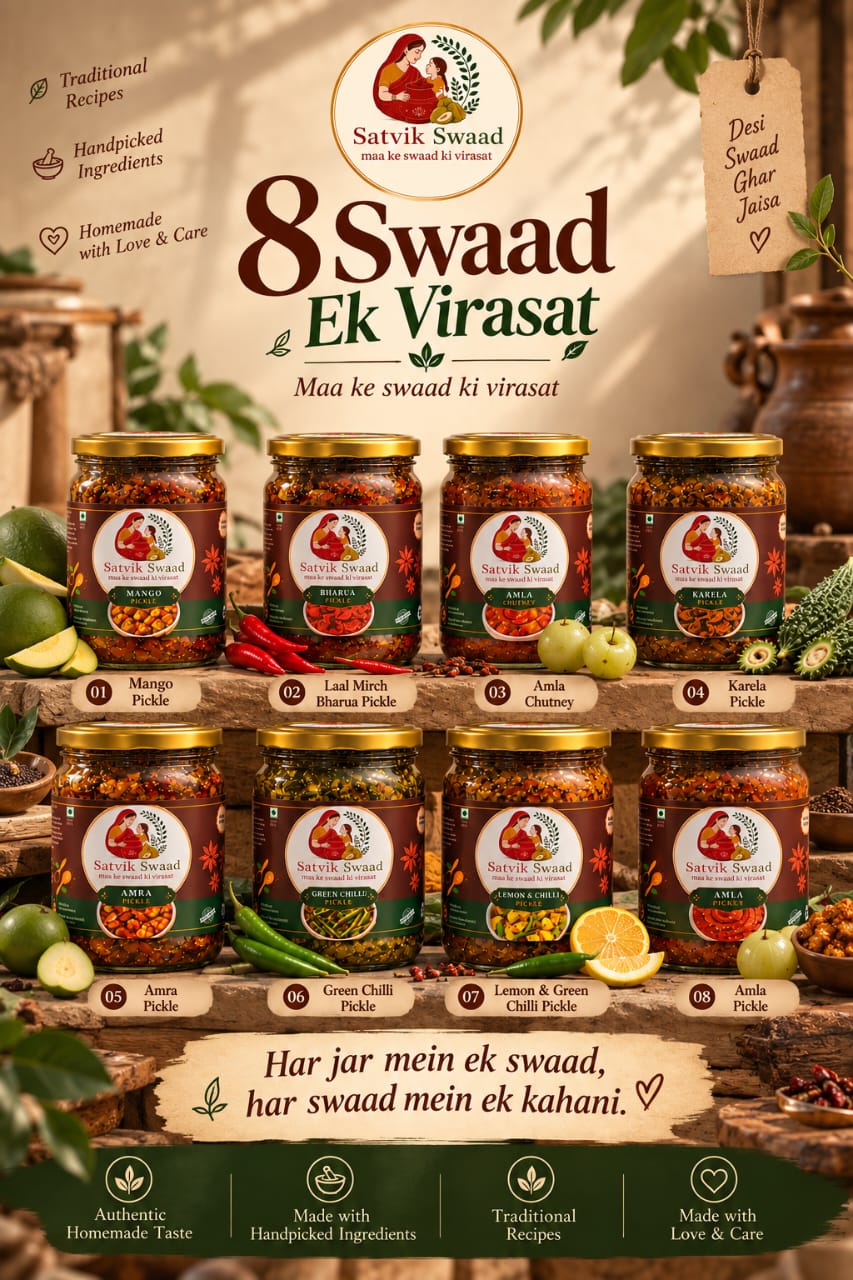 Traditional
Recipes
Handpicked
Ingredients
Homemade
with Love & Care
Satvik Swaad
maa ke swaad ki virasat
Desi
Swaad
Ghar
Jaisa
8 Swaad
Ek Virasat
Maa ke swaad ki virasat
Satvik Swaad
maa ke swaad ki virasat
MANGO
PICKLE
Satvik Swaad
maa ke swaad ki virasat
BHARUA
PICKLE
Satvik Swaad
maa ke swaad ki virasat
AMLA
CHUTNEY
Satvik Swaad
maa ke swaad ki virasat
KARELA
PICKLE
01 Mango
Pickle
02 Laal Mirch
Bharua Pickle
03 Amla
Chutney
04 Karela
Pickle
Satvik Swaad
maa ke swaad ki virasat
AMRA
PICKLE
Satvik Swaad
maa ke swaad ki virasat
GREEN CHILLI
PICKLE
Satvik Swaad
maa ke swaad ki virasat
LEMON & CHILLI
PICKLE
Satvik Swaad
maa ke swaad ki virasat
AMLA
PICKLE
05 Amra
Pickle
06 Green Chilli
Pickle
07 Lemon & Green
Chilli Pickle
08 Amla
Pickle
Har jar mein ek swaad,
har swaad mein ek kahani.
Authentic
Homemade Taste
Made with
Handpicked Ingredients
Traditional
Recipes
Made with
Love & Care